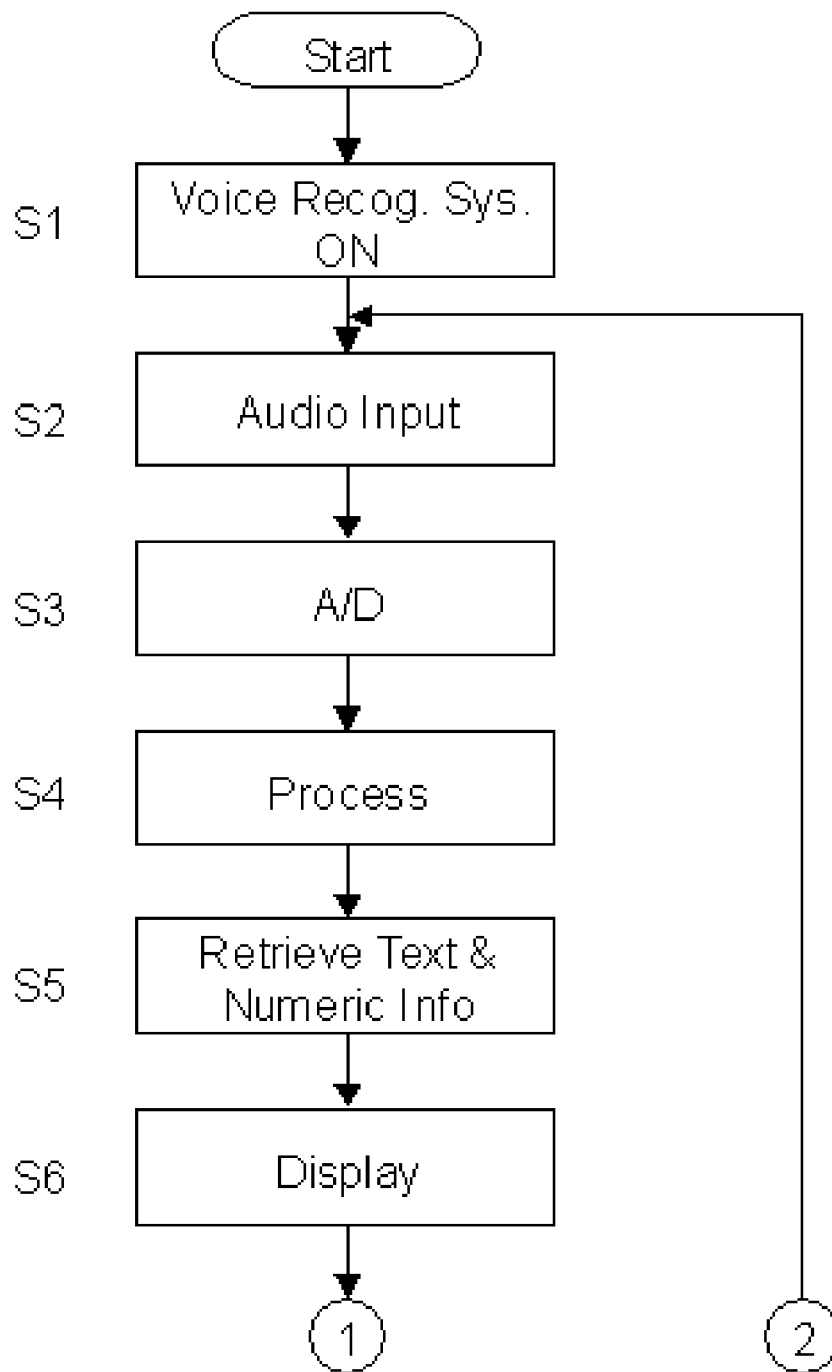 Start
S1
Voice Recog. Sys.
ON
S2
Audio Input
S3
A/D
S4
Process
S5
Retrieve Text &
Numeric Info
S6
Display
1
2